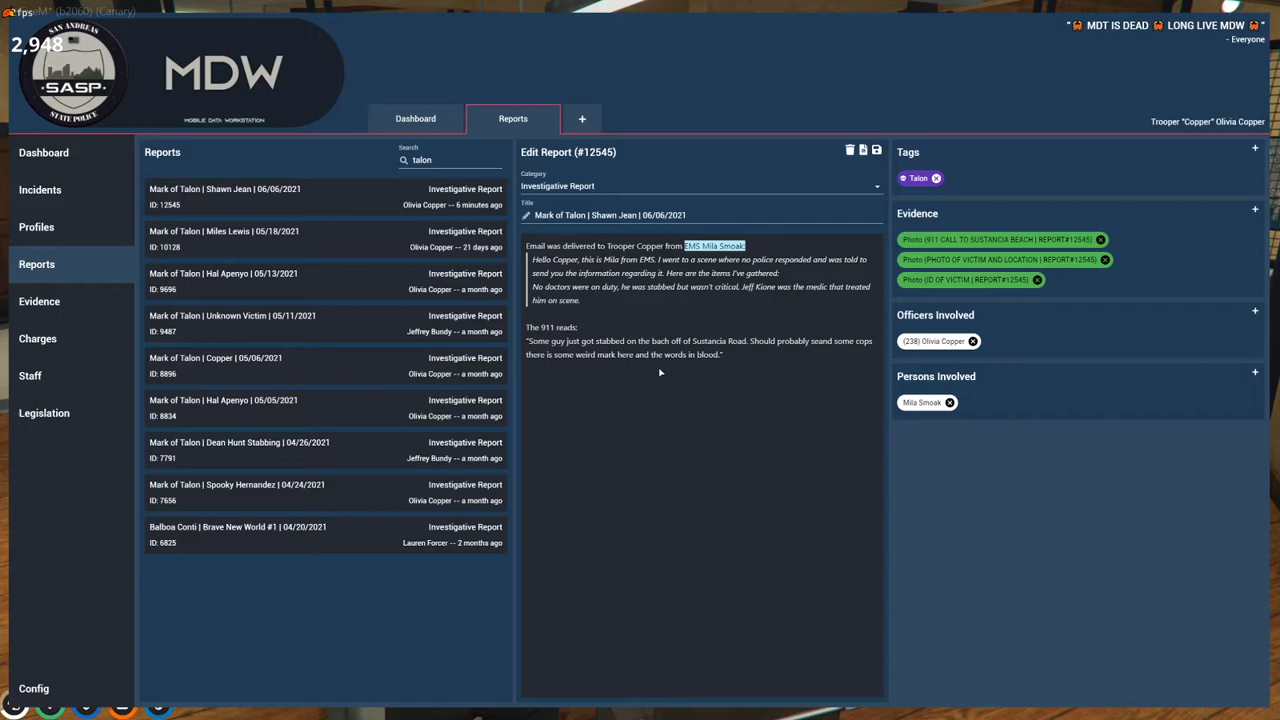 fps
(b2060) (Canary)
2,948
SAN ANDREAS
SASP
STATE POLICE
MDW
MOBILE DATA WORKSTATION
" MDT IS DEAD LONG LIVE MDW "
- Everyone
Dashboard
Reports
+
Trooper "Copper" Olivia Copper
Dashboard
Incidents
Profiles
Reports
Evidence
Charges
Staff
Legislation
Config
Reports
Search
talon
Mark of Talon | Shawn Jean | 06/06/2021 Investigative Report
ID: 12545 Olivia Copper -- 6 minutes ago
Mark of Talon | Miles Lewis | 05/18/2021 Investigative Report
ID: 10128 Olivia Copper -- 21 days ago
Mark of Talon | Hal Apenyo | 05/13/2021 Investigative Report
ID: 9696 Olivia Copper -- a month ago
Mark of Talon | Unknown Victim | 05/11/2021 Investigative Report
ID: 9487 Jeffrey Bundy -- a month ago
Mark of Talon | Copper | 05/06/2021 Investigative Report
ID: 8896 Olivia Copper -- a month ago
Mark of Talon | Hal Apenyo | 05/05/2021 Investigative Report
ID: 8834 Olivia Copper -- a month ago
Mark of Talon | Dean Hunt Stabbing | 04/26/2021 Investigative Report
ID: 7791 Jeffrey Bundy -- a month ago
Mark of Talon | Spooky Hernandez | 04/24/2021 Investigative Report
ID: 7656 Olivia Copper -- a month ago
Balboa Conti | Brave New World #1 | 04/20/2021 Investigative Report
ID: 6825 Lauren Forcer -- 2 months ago
Edit Report (#12545)
Category
Investigative Report
Title
Mark of Talon | Shawn Jean | 06/06/2021
Email was delivered to Trooper Copper from EMS Mila Smoak:
Hello Copper, this is Mila from EMS. I went to a scene where no police responded and was told to
send you the information regarding it. Here are the items I've gathered:
No doctors were on duty, he was stabbed but wasn't critical. Jeff Kione was the medic that treated
him on scene.
The 911 reads:
"Some guy just got stabbed on the bach off of Sustancia Road. Should probably seand some cops
there is some weird mark here and the words in blood."
Tags +
Talon
Evidence +
Photo (911 CALL TO SUSTANCIA BEACH | REPORT#12545)
Photo (PHOTO OF VICTIM AND LOCATION | REPORT#12545)
Photo (ID OF VICTIM | REPORT#12545)
Officers Involved +
(238) Olivia Copper
Persons Involved +
Mila Smoak